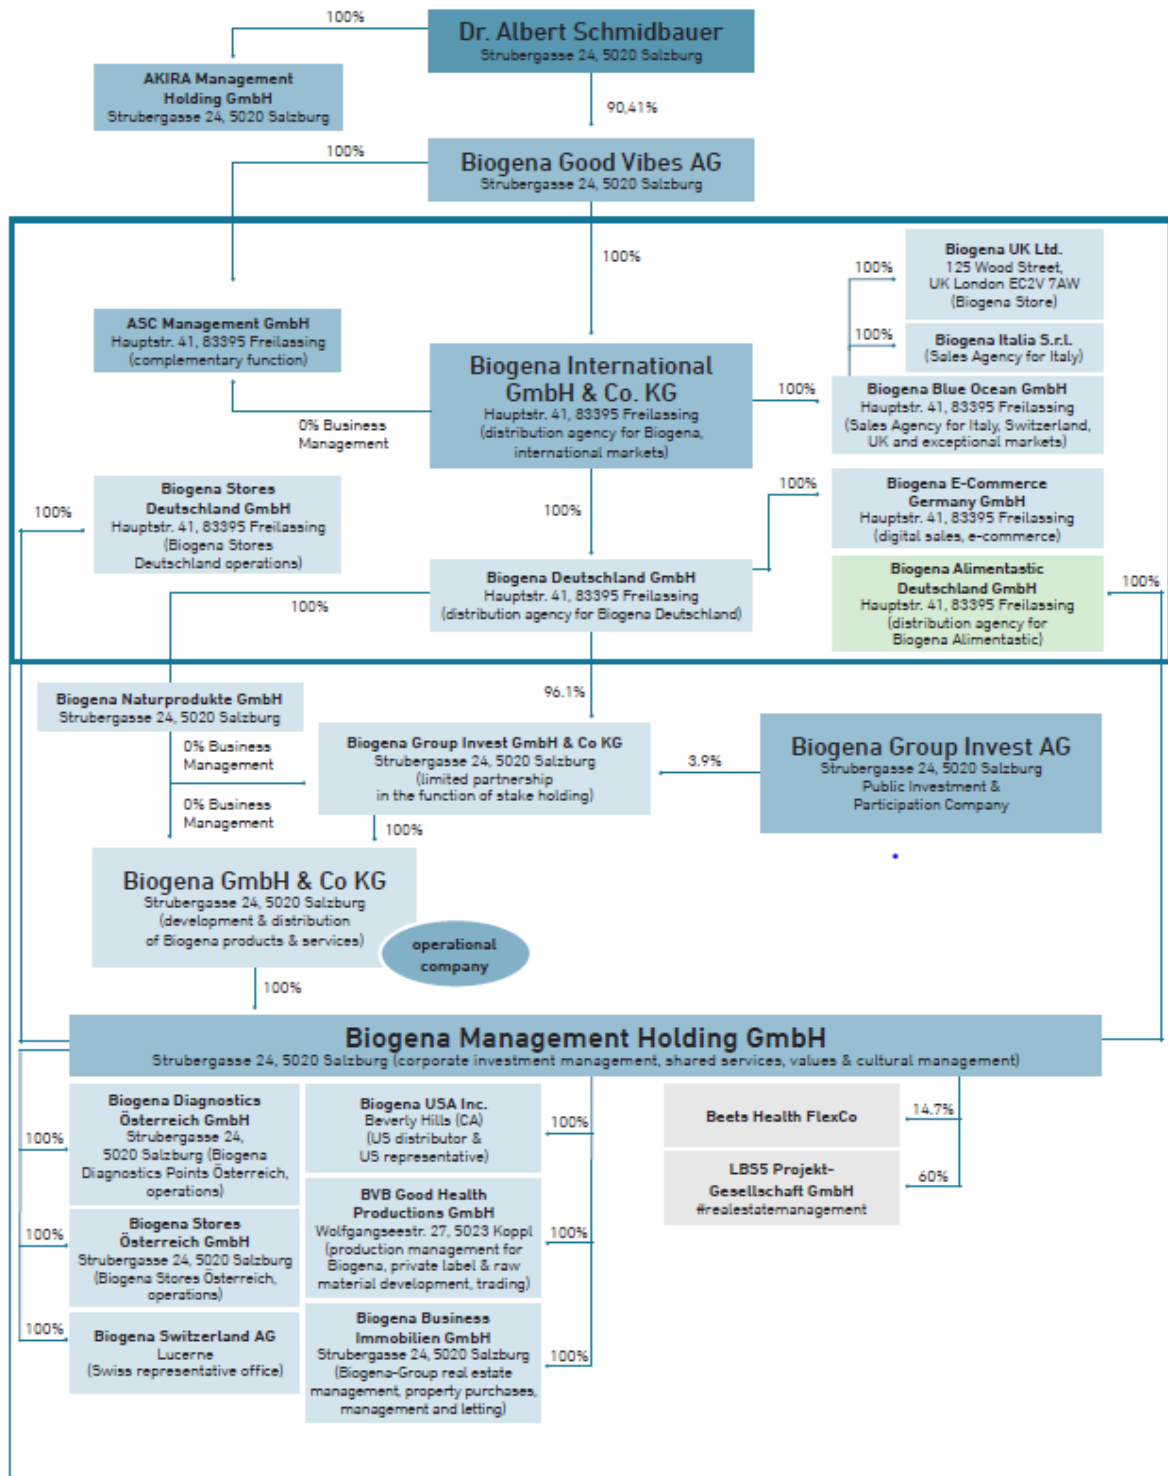 100%
Dr. Albert Schmidbauer
Strubergasse 24, 5020 Salzburg
AKIRA Management
Holding GmbH
Strubergasse 24, 5020 Salzburg
90,41%
100%
Biogena Good Vibes AG
Strubergasse 24, 5020 Salzburg
100%
Biogena UK Ltd.
125 Wood Street,
UK London EC2V 7AW
(Biogena Store)
100%
ASC Management GmbH
Hauptstr. 41, 83395 Freilassing
(complementary function)
100%
Biogena Italia S.r.l.
(Sales Agency for Italy)
Biogena International
GmbH & Co. KG
Hauptstr. 41, 83395 Freilassing
(distribution agency for Biogena,
international markets)
100%
Biogena Blue Ocean GmbH
Hauptstr. 41, 83395 Freilassing
(Sales Agency for Italy, Switzerland,
UK and exceptional markets)
0% Business
Management
100%
Biogena Stores
Deutschland GmbH
Hauptstr. 41, 83395 Freilassing
(Biogena Stores
Deutschland operations)
100%
100%
Biogena E-Commerce
Germany GmbH
Hauptstr. 41, 83395 Freilassing
(digital sales, e-commerce)
Biogena Deutschland GmbH
Hauptstr. 41, 83395 Freilassing
(distribution agency for Biogena Deutschland)
100%
Biogena Alimentastic
Deutschland GmbH
Hauptstr. 41, 83395 Freilassing
(distribution agency for
Biogena Alimentastic)
100%
Biogena Naturprodukte GmbH
Strubergasse 24, 5020 Salzburg
96.1%
0% Business
Management
Biogena Group Invest GmbH & Co KG
Strubergasse 24, 5020 Salzburg
(limited partnership
in the function of stake holding)
3.9%
Biogena Group Invest AG
Strubergasse 24, 5020 Salzburg
Public Investment &
Participation Company
0% Business
Management
100%
Biogena GmbH & Co KG
Strubergasse 24, 5020 Salzburg
(development & distribution
of Biogena products & services)
operational
company
100%
Biogena Management Holding GmbH
Strubergasse 24, 5020 Salzburg (corporate investment management, shared services, values & cultural management)
100%
Biogena Diagnostics
Österreich GmbH
Strubergasse 24,
5020 Salzburg (Biogena
Diagnostics Points Österreich,
operations)
Biogena USA Inc.
Beverly Hills (CA)
(US distributor &
US representative)
100%
Beets Health FlexCo
14.7%
LBS5 Projekt-
Gesellschaft GmbH
#realestatemanagement
60%
100%
Biogena Stores
Österreich GmbH
Strubergasse 24, 5020 Salzburg
(Biogena Stores Österreich,
operations)
BVB Good Health
Productions GmbH
Wolfgangseestr. 27, 5023 Koppl
(production management for
Biogena, private label & raw
material development, trading)
100%
100%
Biogena Switzerland AG
Lucerne
(Swiss representative office)
Biogena Business
Immobilien GmbH
Strubergasse 24, 5020 Salzburg
(Biogena-Group real estate
management, property purchases,
management and letting)
100%